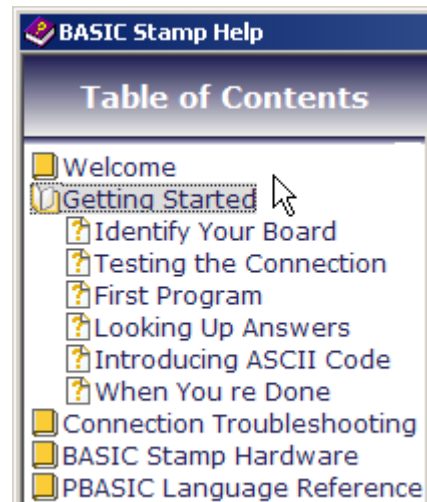 BASIC Stamp Help
Table of Contents
Welcome
Getting Started
Identify Your Board
Testing the Connection
First Program
Looking Up Answers
Introducing ASCII Code
When You re Done
Connection Troubleshooting
BASIC Stamp Hardware
PBASIC Language Reference